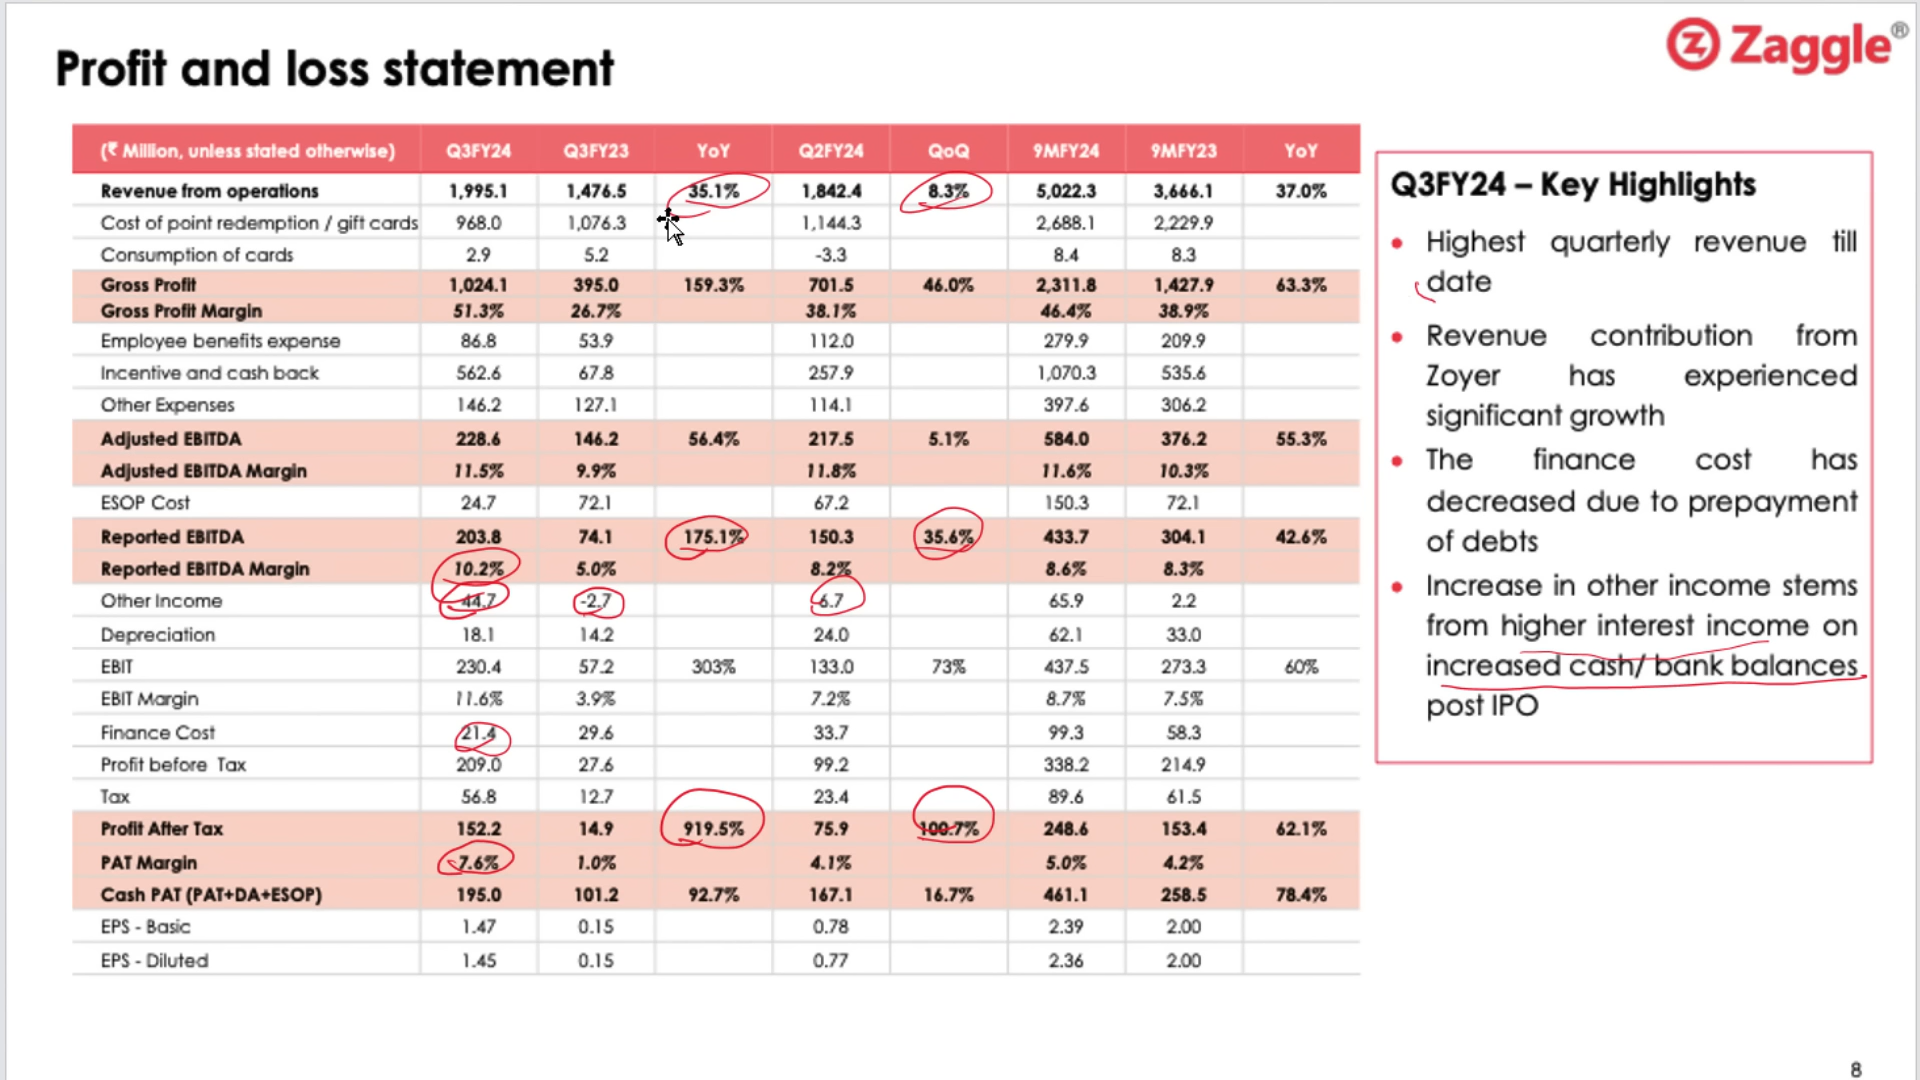 Profit and loss statement
Zaggle®
(₹ Million, unless stated otherwise) Q3FY24 Q3FY23 YoY Q2FY24 QoQ 9MFY24 9MFY23 YoY
Revenue from operations 1,995.1 1,476.5 35.1% 1,842.4 8.3% 5,022.3 3,666.1 37.0%
Cost of point redemption / gift cards 968.0 1,076.3 1,144.3 2,688.1 2,229.9
Consumption of cards 2.9 5.2 -3.3 8.4 8.3
Gross Profit 1,024.1 395.0 159.3% 701.5 46.0% 2,311.8 1,427.9 63.3%
Gross Profit Margin 51.3% 26.7% 38.1% 46.4% 38.9%
Employee benefits expense 86.8 53.9 112.0 279.9 209.9
Incentive and cash back 562.6 67.8 257.9 1,070.3 535.6
Other Expenses 146.2 127.1 114.1 397.6 306.2
Adjusted EBITDA 228.6 146.2 56.4% 217.5 5.1% 584.0 376.2 55.3%
Adjusted EBITDA Margin 11.5% 9.9% 11.8% 11.6% 10.3%
ESOP Cost 24.7 72.1 67.2 150.3 72.1
Reported EBITDA 203.8 74.1 175.1% 150.3 35.6% 433.7 304.1 42.6%
Reported EBITDA Margin 10.2% 5.0% 8.2% 8.6% 8.3%
Other Income 44.7 -2.7 6.7 65.9 2.2
Depreciation 18.1 14.2 24.0 62.1 33.0
EBIT 230.4 57.2 303% 133.0 73% 437.5 273.3 60%
EBIT Margin 11.6% 3.9% 7.2% 8.7% 7.5%
Finance Cost 21.4 29.6 33.7 99.3 58.3
Profit before Tax 209.0 27.6 99.2 338.2 214.9
Tax 56.8 12.7 23.4 89.6 61.5
Profit After Tax 152.2 14.9 919.5% 75.9 100.7% 248.6 153.4 62.1%
PAT Margin 7.6% 1.0% 4.1% 5.0% 4.2%
Cash PAT (PAT+DA+ESOP) 195.0 101.2 92.7% 167.1 16.7% 461.1 258.5 78.4%
EPS - Basic 1.47 0.15 0.78 2.39 2.00
EPS - Diluted 1.45 0.15 0.77 2.36 2.00
Q3FY24 – Key Highlights
• Highest quarterly revenue till
date
• Revenue contribution from
Zoyer has experienced
significant growth
• The finance cost has
decreased due to prepayment
of debts
• Increase in other income stems
from higher interest income on
increased cash/ bank balances
post IPO
8